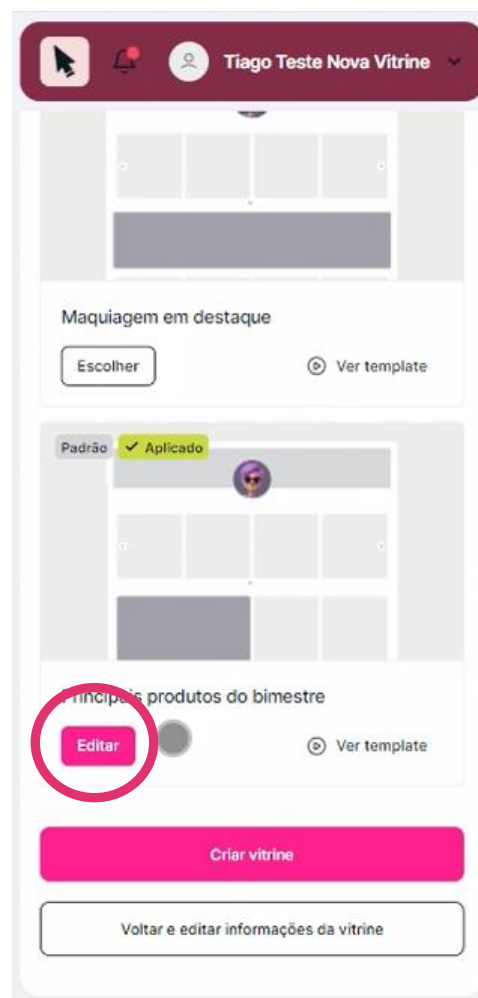 Tiago Teste Nova Vitrine
Maquiagem em destaque
Escolher
Ver template
Padrão
Aplicado
Principais produtos do bimestre
Editar
Ver template
Criar vitrine
Voltar e editar informações da vitrine